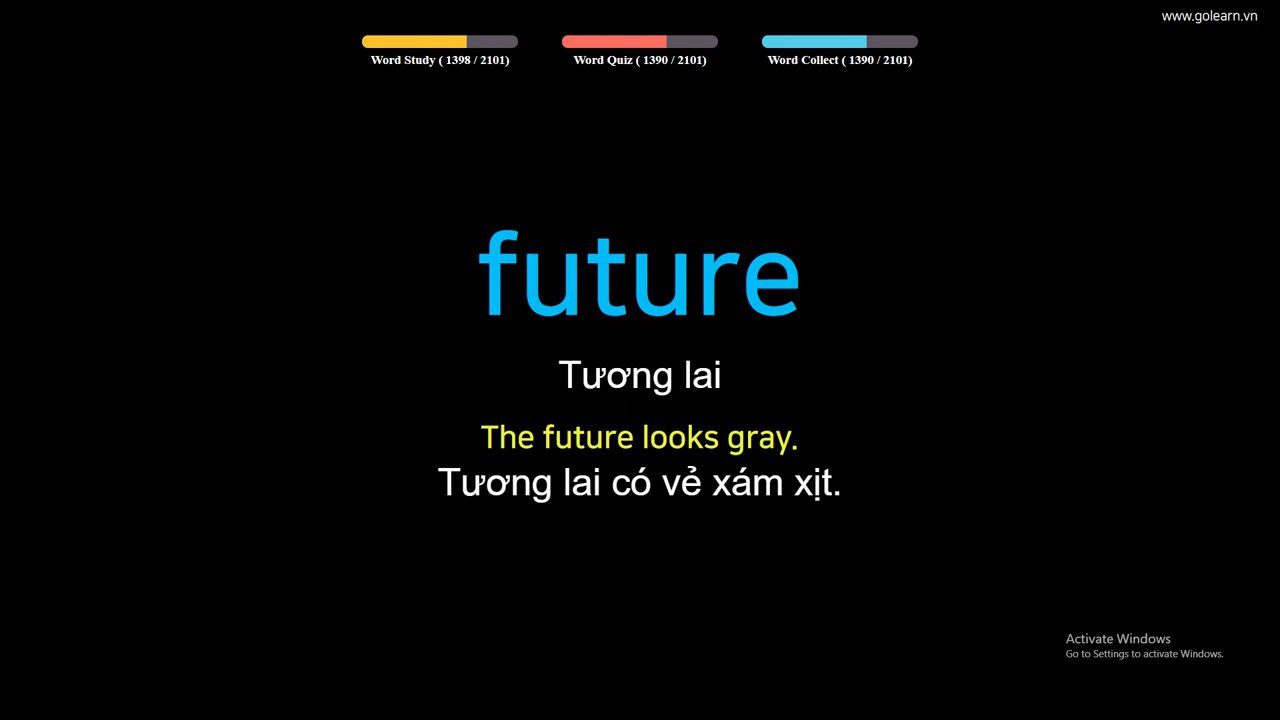 www.golearn.vn
Word Study ( 1398 / 2101)
Word Quiz ( 1390 / 2101)
Word Collect ( 1390 / 2101)
future
Tương lai
The future looks gray.
Tương lai có vẻ xám xịt.
Activate Windows
Go to Settings to activate Windows.